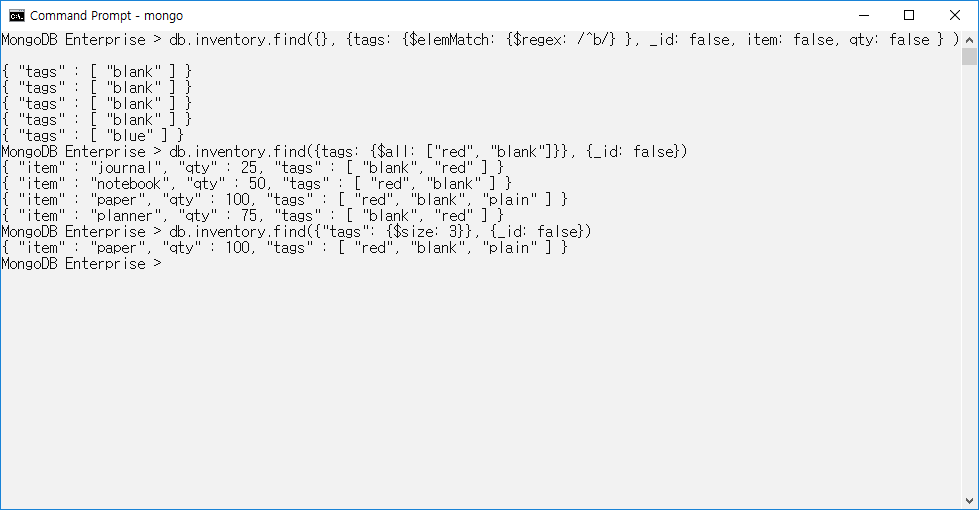 Command Prompt - mongo
MongoDB Enterprise > db.inventory.find({}, {tags: {$elemMatch: {$regex: /^b/} }, _id: false, item: false, qty: false } )
{ "tags" : [ "blank" ] }
{ "tags" : [ "blank" ] }
{ "tags" : [ "blank" ] }
{ "tags" : [ "blank" ] }
{ "tags" : [ "blue" ] }
MongoDB Enterprise > db.inventory.find({tags: {$all: ["red", "blank"]}}, {_id: false})
{ "item" : "journal", "qty" : 25, "tags" : [ "blank", "red" ] }
{ "item" : "notebook", "qty" : 50, "tags" : [ "red", "blank" ] }
{ "item" : "paper", "qty" : 100, "tags" : [ "red", "blank", "plain" ] }
{ "item" : "planner", "qty" : 75, "tags" : [ "blank", "red" ] }
MongoDB Enterprise > db.inventory.find({"tags": {$size: 3}}, {_id: false})
{ "item" : "paper", "qty" : 100, "tags" : [ "red", "blank", "plain" ] }
MongoDB Enterprise >